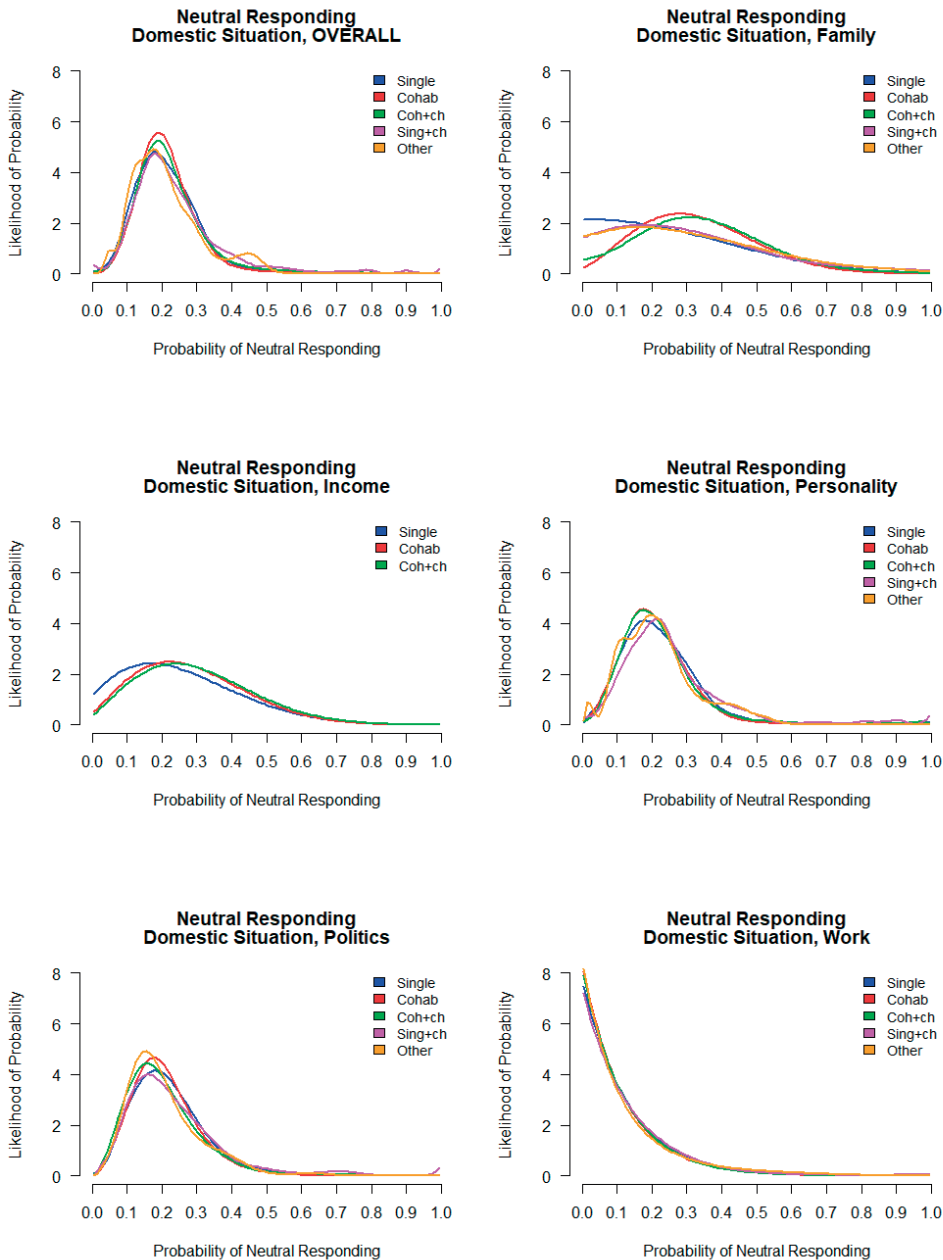 Neutral Responding
Domestic Situation, OVERALL
Likelihood of Probability
8
6
4
2
0
Single
Cohab
Coh+ch
Sing+ch
Other
0.0 0.1 0.2 0.3 0.4 0.5 0.6 0.7 0.8 0.9 1.0
Probability of Neutral Responding
Neutral Responding
Domestic Situation, Family
Likelihood of Probability
8
6
4
2
0
Single
Cohab
Coh+ch
Sing+ch
Other
0.0 0.1 0.2 0.3 0.4 0.5 0.6 0.7 0.8 0.9 1.0
Probability of Neutral Responding
Neutral Responding
Domestic Situation, Income
Likelihood of Probability
8
6
4
2
0
Single
Cohab
Coh+ch
0.0 0.1 0.2 0.3 0.4 0.5 0.6 0.7 0.8 0.9 1.0
Probability of Neutral Responding
Neutral Responding
Domestic Situation, Personality
Likelihood of Probability
8
6
4
2
0
Single
Cohab
Coh+ch
Sing+ch
Other
0.0 0.1 0.2 0.3 0.4 0.5 0.6 0.7 0.8 0.9 1.0
Probability of Neutral Responding
Neutral Responding
Domestic Situation, Politics
Likelihood of Probability
8
6
4
2
0
Single
Cohab
Coh+ch
Sing+ch
Other
0.0 0.1 0.2 0.3 0.4 0.5 0.6 0.7 0.8 0.9 1.0
Probability of Neutral Responding
Neutral Responding
Domestic Situation, Work
Likelihood of Probability
8
6
4
2
0
Single
Cohab
Coh+ch
Sing+ch
Other
0.0 0.1 0.2 0.3 0.4 0.5 0.6 0.7 0.8 0.9 1.0
Probability of Neutral Responding